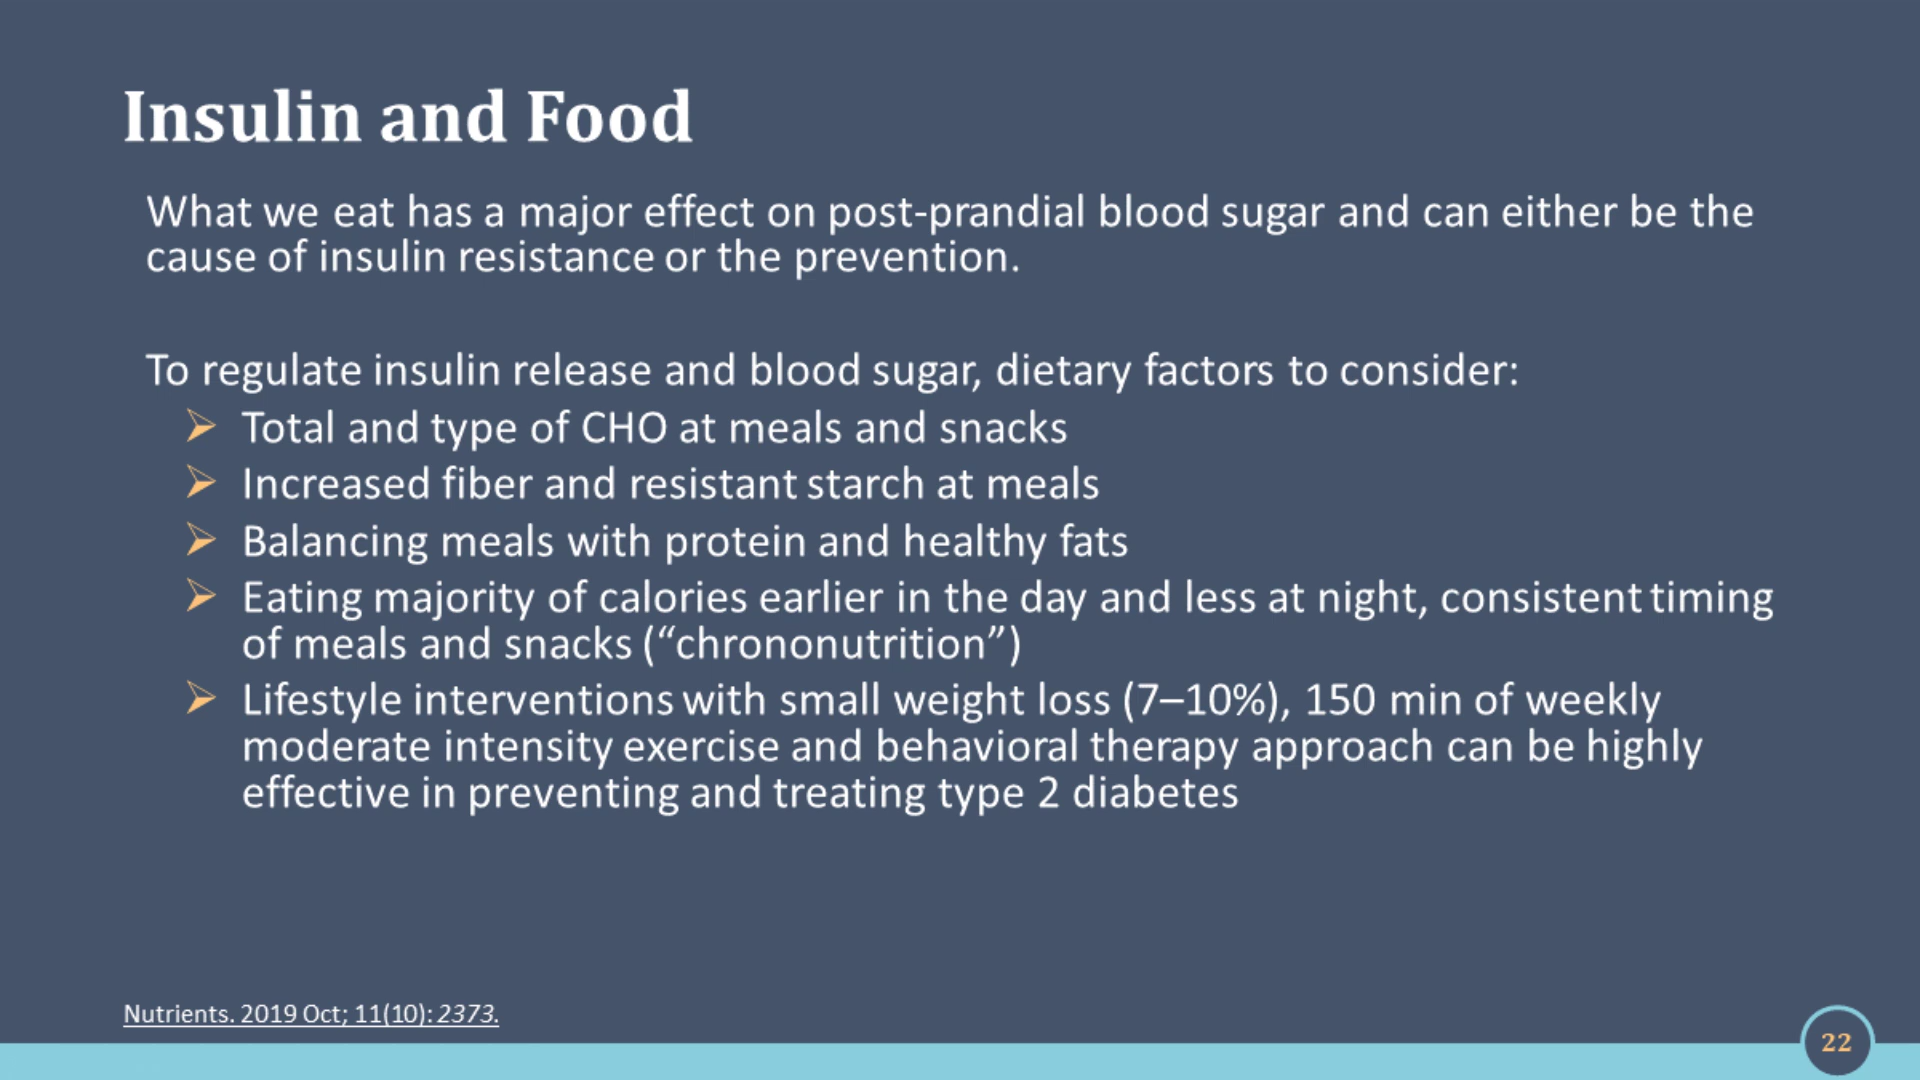 Insulin and Food
What we eat has a major effect on post-prandial blood sugar and can either be the
cause of insulin resistance or the prevention.
To regulate insulin release and blood sugar, dietary factors to consider:
Total and type of CHO at meals and snacks
Increased fiber and resistant starch at meals
Balancing meals with protein and healthy fats
Eating majority of calories earlier in the day and less at night, consistent timing
of meals and snacks (“chrononutrition”)
Lifestyle interventions with small weight loss (7–10%), 150 min of weekly
moderate intensity exercise and behavioral therapy approach can be highly
effective in preventing and treating type 2 diabetes
Nutrients. 2019 Oct; 11(10): 2373.
22